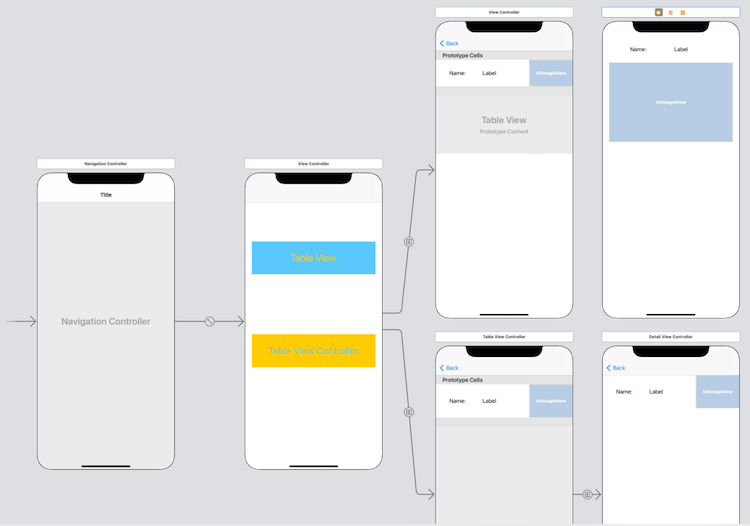 Navigation Controller
Title
Navigation Controller
View Controller
Table View
Table View Controller
View Controller
Back
Prototype Cells
Name: Label UIImageView
Table View
Prototype Content
Name: Label
UIImageView
Table View Controller
Back
Prototype Cells
Name: Label UIImageView
Detail View Controller
Back
Name: Label UIImageView